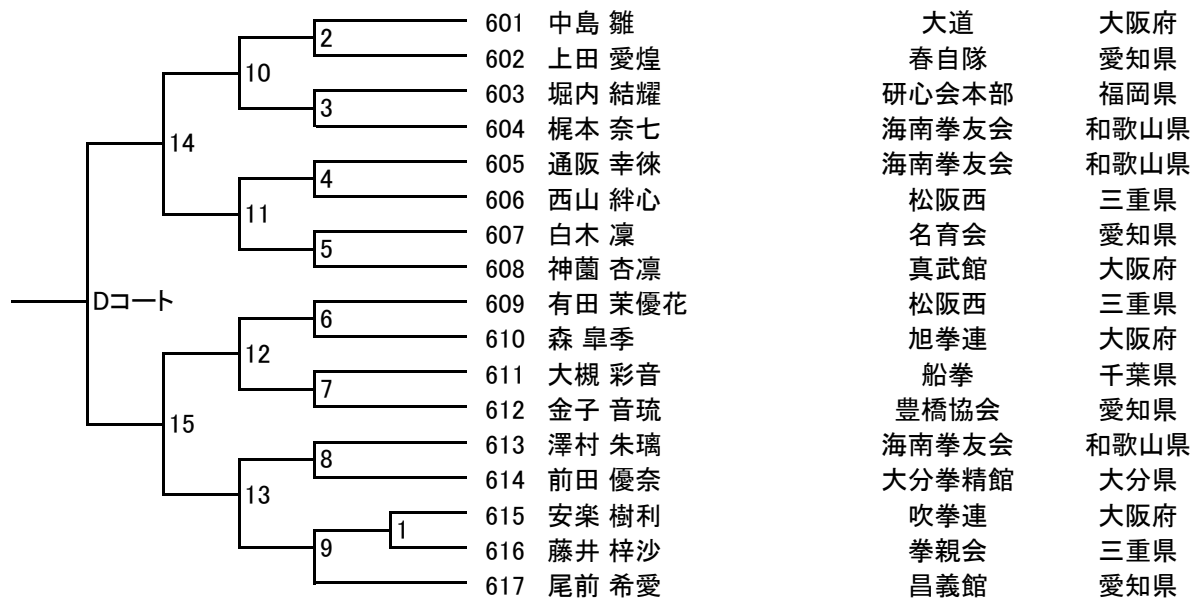 601 中島 雛 大道 大阪府
2
602 上田 愛煌 春自隊 愛知県
10
603 堀内 結耀 研心会本部 福岡県
3
604 梶本 奈七 海南拳友会 和歌山県
14
605 通阪 幸徠 海南拳友会 和歌山県
4
606 西山 絆心 松阪西 三重県
11
607 白木 凜 名育会 愛知県
5
608 神薗 杏凛 真武館 大阪府
Dコート
609 有田 茉優花 松阪西 三重県
6
610 森 皐季 旭拳連 大阪府
12
611 大槻 彩音 船拳 千葉県
7
612 金子 音琉 豊橋協会 愛知県
15
613 澤村 朱璃 海南拳友会 和歌山県
8
614 前田 優奈 大分拳精館 大分県
13
615 安楽 樹利 吹拳連 大阪府
1
616 藤井 梓沙 拳親会 三重県
9
617 尾前 希愛 昌義館 愛知県